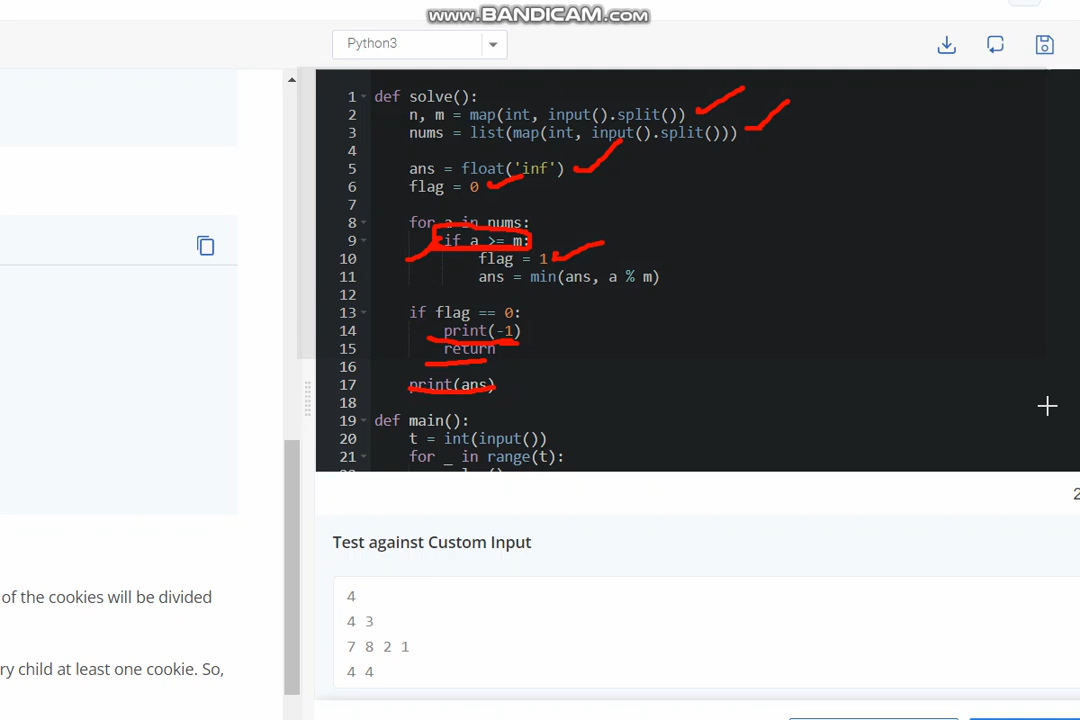 www.BANDICAM.com
Python3
1 def solve():
2 n, m = map(int, input().split())
3 nums = list(map(int, input().split()))
4
5 ans = float('inf')
6 flag = 0
7
8 for a in nums:
9 if a >= m:
10 flag = 1
11 ans = min(ans, a % m)
12
13 if flag == 0:
14 print(-1)
15 return
16
17 print(ans)
18
19 def main():
20 t = int(input())
21 for _ in range(t):
2
Test against Custom Input
of the cookies will be divided
ry child at least one cookie. So,
4
4 3
7 8 2 1
4 4